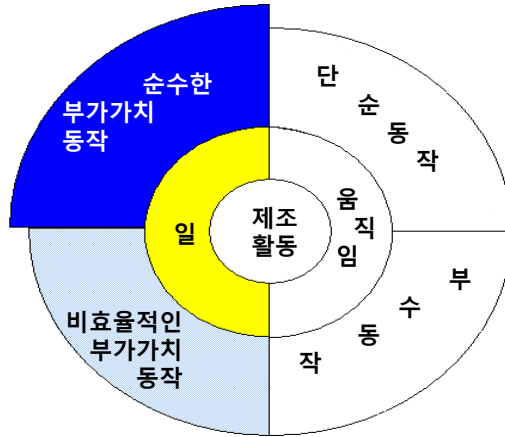 순수한
부가가치
동작
단순동작
일
제조
활동
움직임
비효율적인
부가가치
동작
부수동작